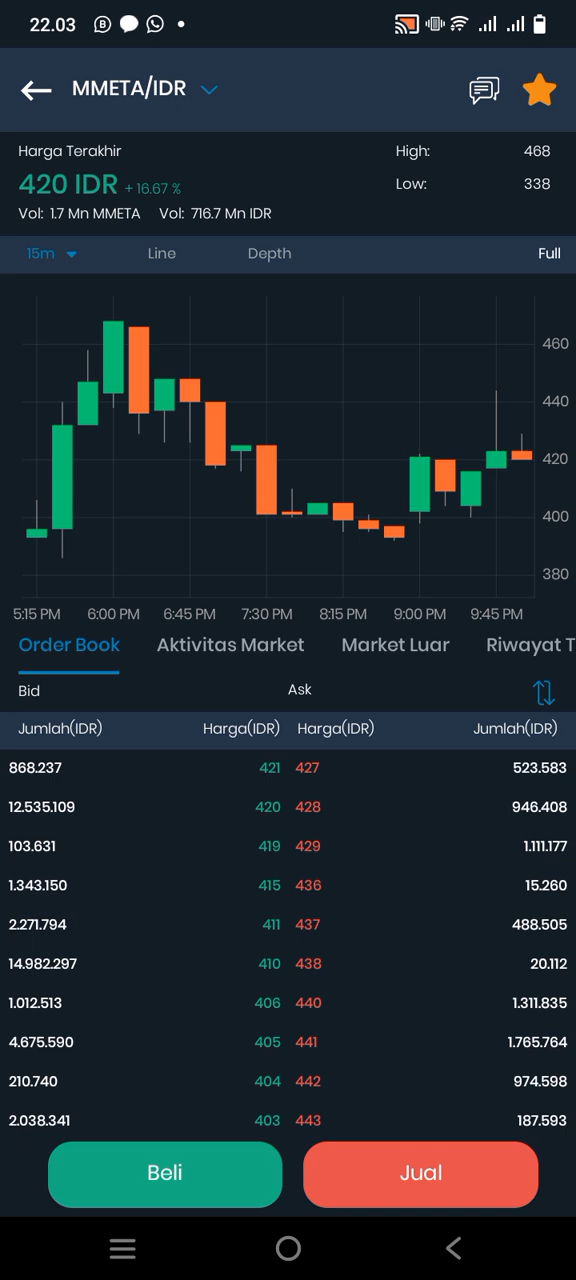 22.03
MMETA/IDR
Harga Terakhir High: 468
420 IDR + 16.67 % Low: 338
Vol: 1.7 Mn MMETA Vol: 716.7 Mn IDR
15m Line Depth Full
460
440
420
400
380
5:15 PM 6:00 PM 6:45 PM 7:30 PM 8:15 PM 9:00 PM 9:45 PM
Order Book Aktivitas Market Market Luar Riwayat T
Bid Ask
Jumlah(IDR) Harga(IDR) Harga(IDR) Jumlah(IDR)
868.237 421 427 523.583
12.535.109 420 428 946.408
103.631 419 429 1.111.177
1.343.150 415 436 15.260
2.271.794 411 437 488.505
14.982.297 410 438 20.112
1.012.513 406 440 1.311.835
4.675.590 405 441 1.765.764
210.740 404 442 974.598
2.038.341 403 443 187.593
Beli Jual